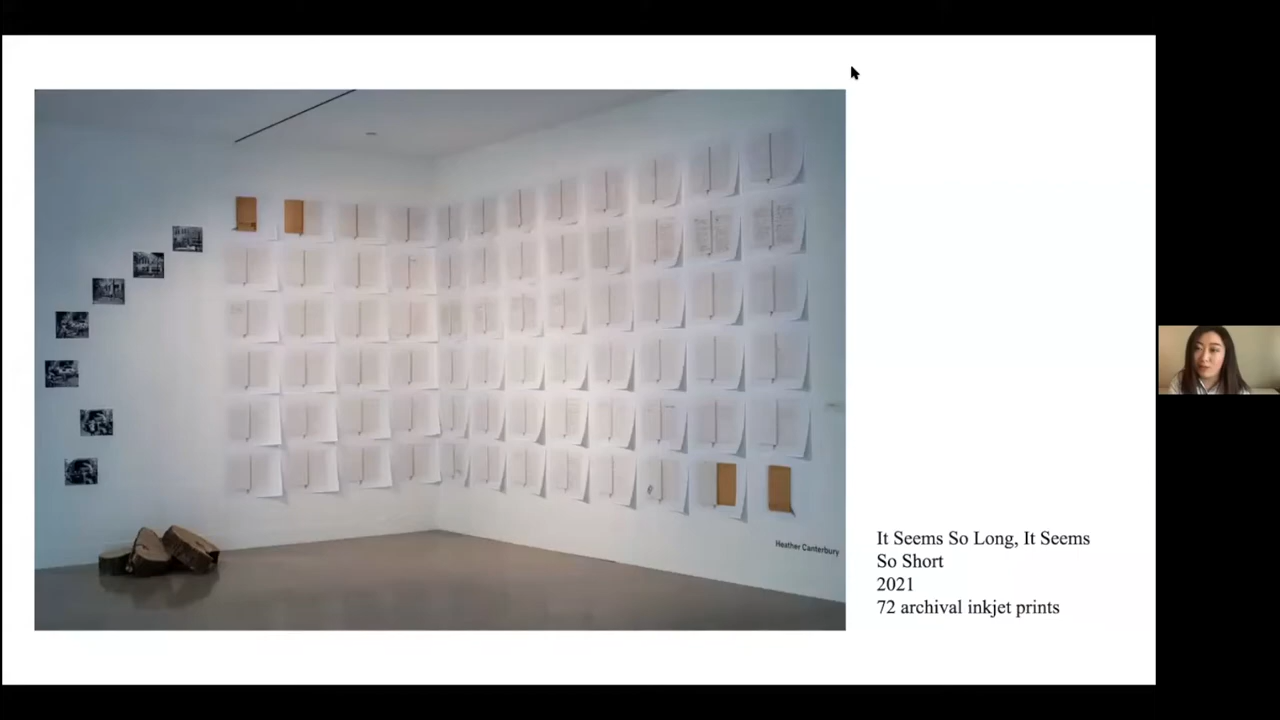 Heather Canterbury
It Seems So Long, It Seems
So Short
2021
72 archival inkjet prints